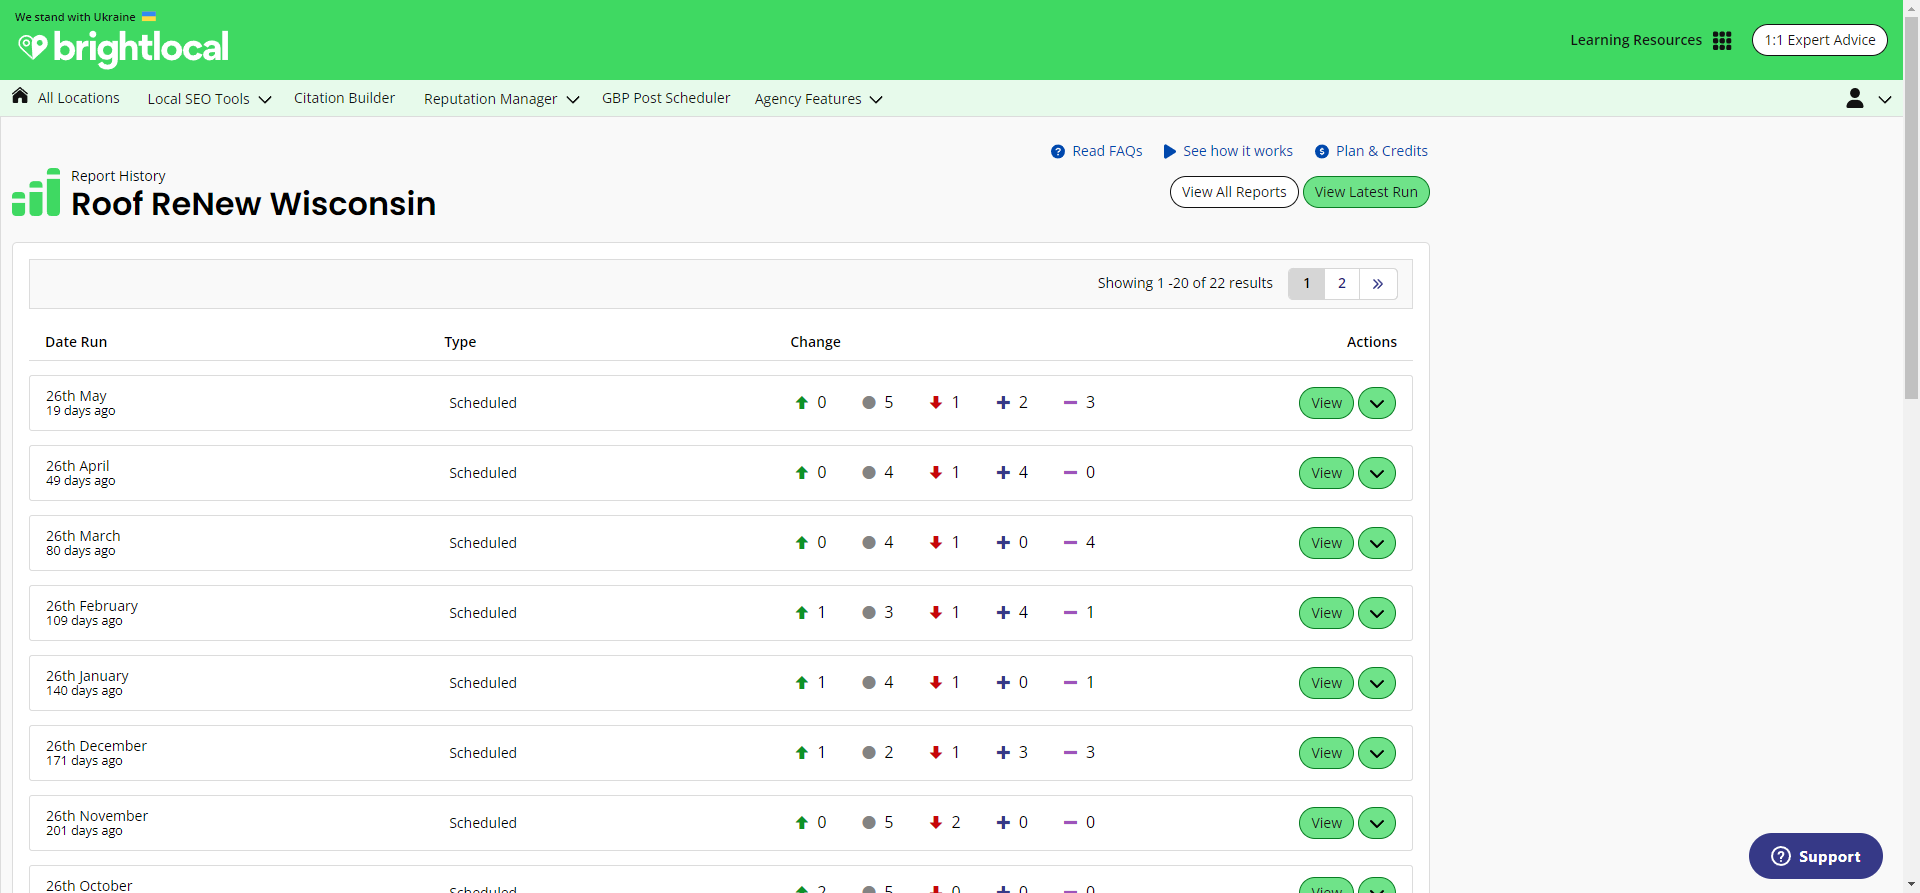 We stand with Ukraine
brightlocal
Learning Resources
1:1 Expert Advice
All Locations
Local SEO Tools
Citation Builder
Reputation Manager
GBP Post Scheduler
Agency Features
Read FAQs
See how it works
Plan & Credits
Report History
Roof ReNew Wisconsin
View All Reports
View Latest Run
Showing 1 -20 of 22 results
1
2
»
Date Run Type Change Actions
26th May
19 days ago
Scheduled 0 5 1 2 3 View
26th April
49 days ago
Scheduled 0 4 1 4 0 View
26th March
80 days ago
Scheduled 0 4 1 0 4 View
26th February
109 days ago
Scheduled 1 3 1 4 1 View
26th January
140 days ago
Scheduled 1 4 1 0 1 View
26th December
171 days ago
Scheduled 1 2 1 3 3 View
26th November
201 days ago
Scheduled 0 5 2 0 0 View
26th October
Scheduled 2 5 0 0 0 View
Support